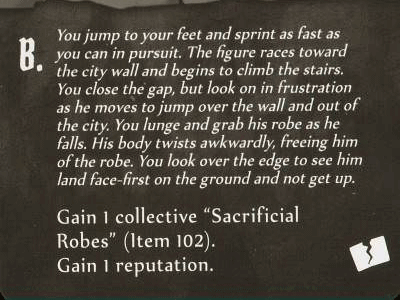 B.
You jump to your feet and sprint as fast as
you can in pursuit. The figure races toward
the city wall and begins to climb the stairs.
You close the gap, but look on in frustration
as he moves to jump over the wall and out of
the city. You lunge and grab his robe as he
falls. His body twists awkwardly, freeing him
of the robe. You look over the edge to see him
land face-first on the ground and not get up.
Gain 1 collective “Sacrificial
Robes” (Item 102).
Gain 1 reputation.